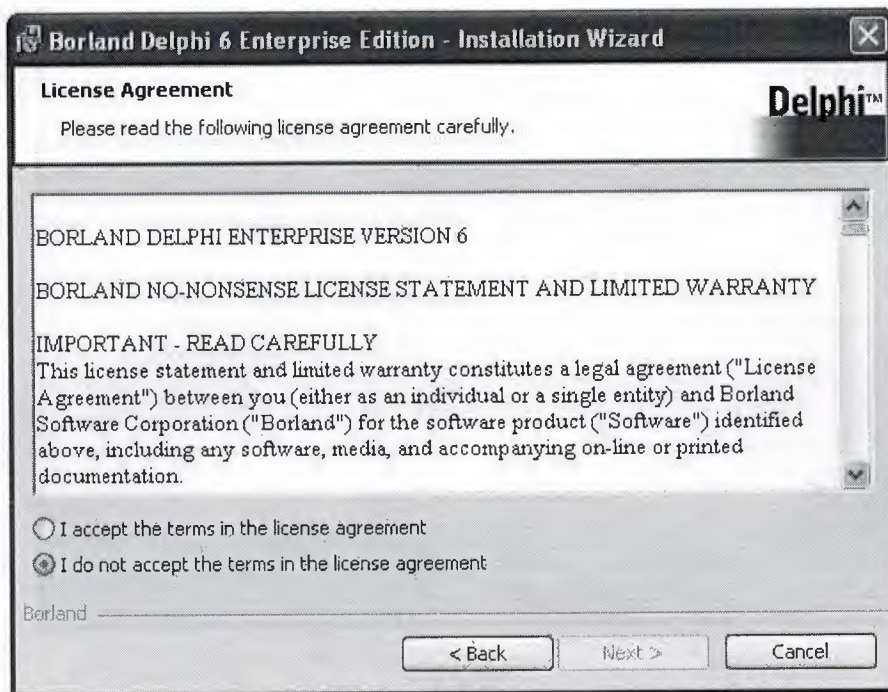 Borland Delphi 6 Enterprise Edition - Installation Wizard
License Agreement
Please read the following license agreement carefully.
Delphi™
BORLAND DELPHI ENTERPRISE VERSION 6
BORLAND NO-NONSENSE LICENSE STATEMENT AND LIMITED WARRANTY
IMPORTANT - READ CAREFULLY
This license statement and limited warranty constitutes a legal agreement ("License
Agreement") between you (either as an individual or a single entity) and Borland
Software Corporation ("Borland") for the software product ("Software") identified
above, including any software, media, and accompanying on-line or printed
documentation.
I accept the terms in the license agreement
I do not accept the terms in the license agreement
Borland
< Back
Next >
Cancel